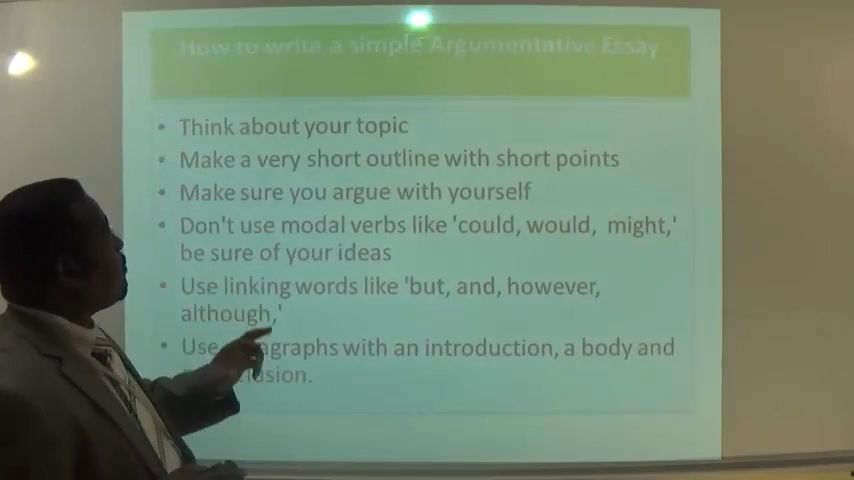 How to write a simple Argumentative Essay
• Think about your topic
• Make a very short outline with short points
• Make sure you argue with yourself
• Don't use modal verbs like 'could, would, might,'
be sure of your ideas
• Use linking words like 'but, and, however,
although,'
• Use with an introduction, a body and